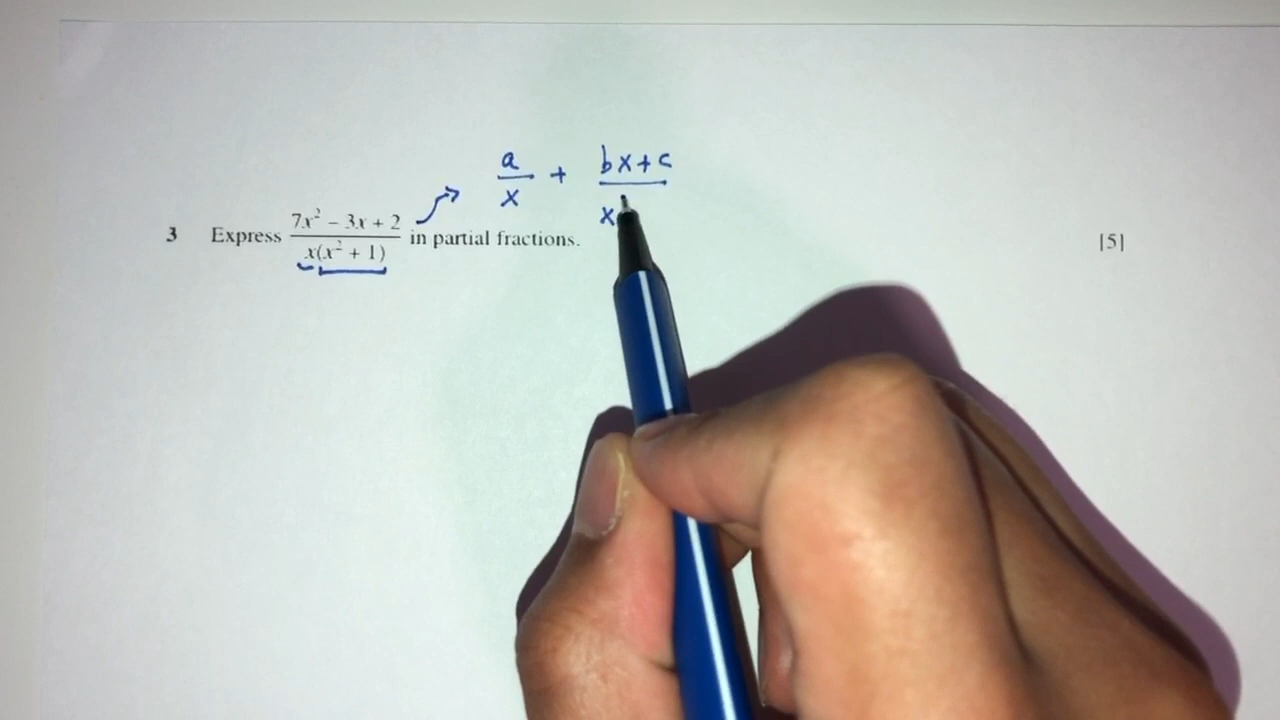 a/x + bx+c/x
3 Express 7x² − 3x + 2 / x(x² + 1) in partial fractions. [5]